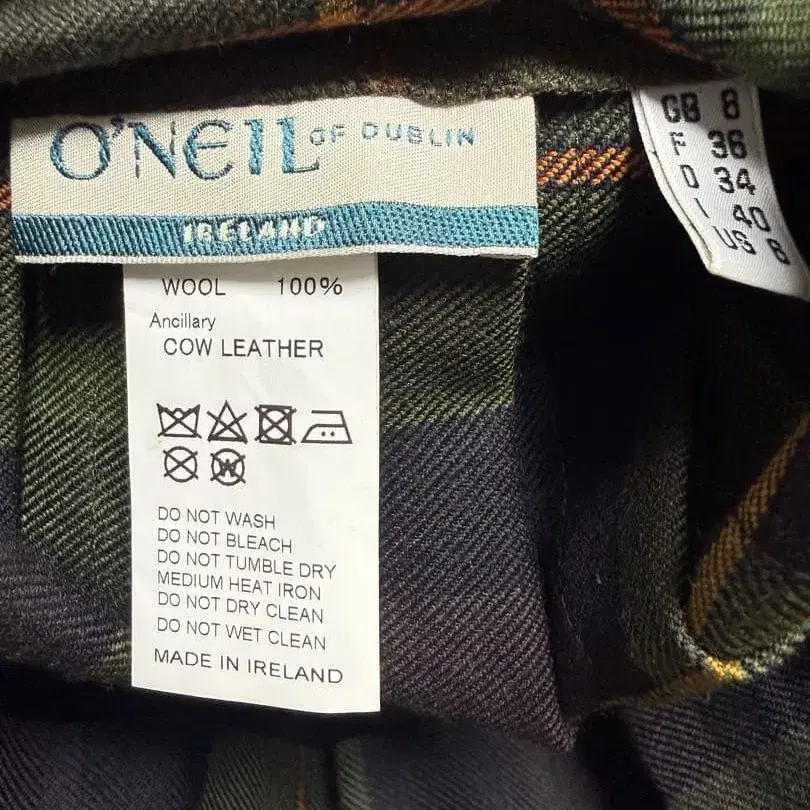 O'NEIL OF DUBLIN
IRELAND
WOOL 100%
Ancillary
COW LEATHER
W
DO NOT WASH
DO NOT BLEACH
DO NOT TUMBLE DRY
MEDIUM HEAT IRON
DO NOT DRY CLEAN
DO NOT WET CLEAN
MADE IN IRELAND
GB 8
F 36
D 34
I 40
US 8